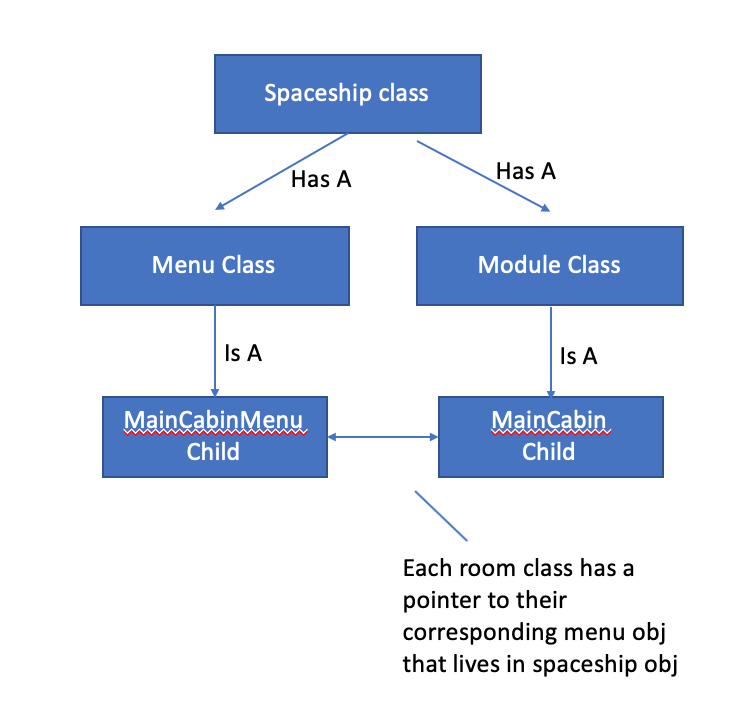 Spaceship class
Has A
Has A
Menu Class
Module Class
Is A
Is A
MainCabinMenu
Child
MainCabin
Child
Each room class has a
pointer to their
corresponding menu obj
that lives in spaceship obj